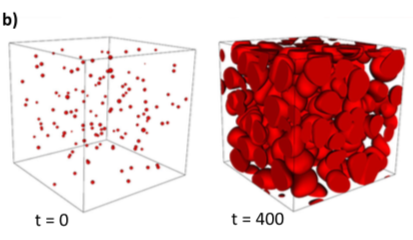 b)
t = 0
t = 400